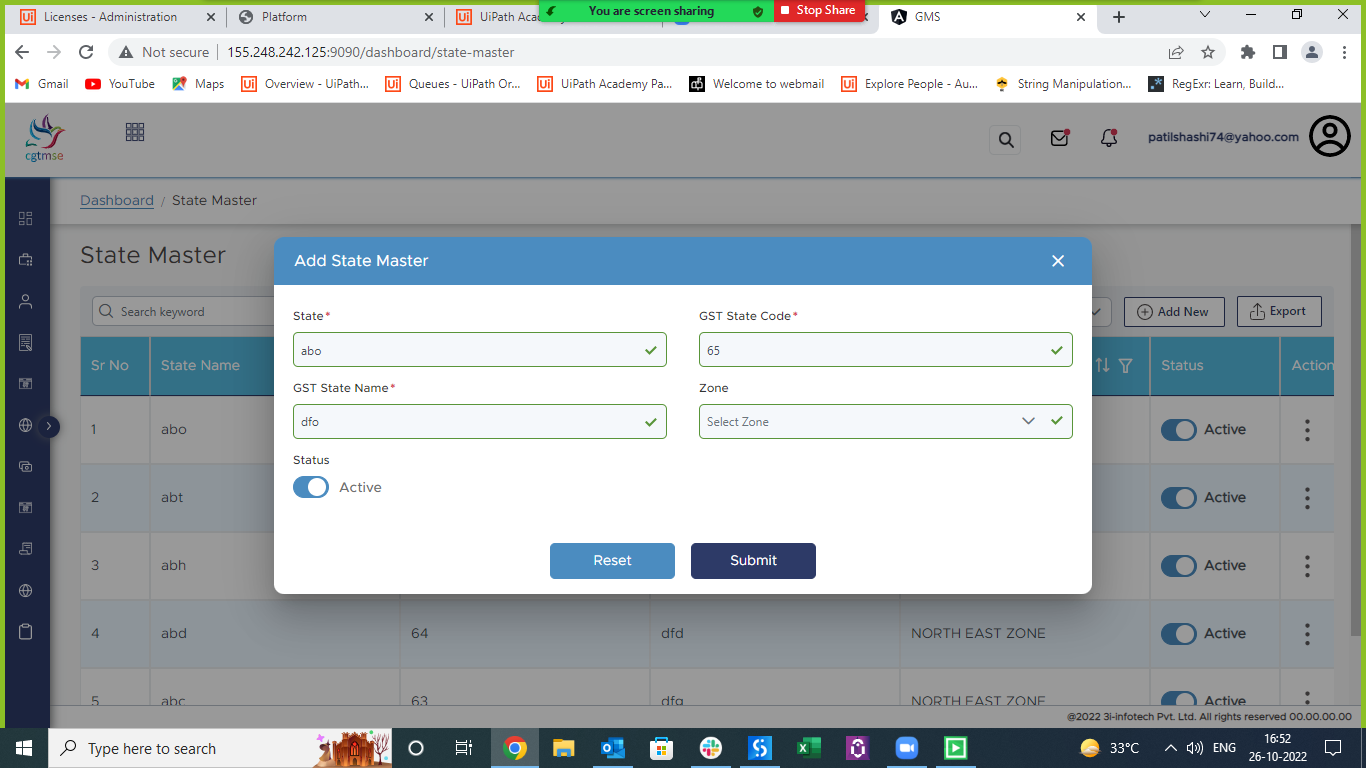 Licenses - Administration
Platform
UiPath Aca
You are screen sharing
Stop Share
GMS
Not secure
155.248.242.125:9090/dashboard/state-master
Gmail
YouTube
Maps
Overview - UiPath...
Queues - UiPath Or...
UiPath Academy Pa...
Welcome to webmail
Explore People - Au...
String Manipulation...
RegExr: Learn, Build...
cgtmse
patilshashi74@yahoo.com
Dashboard / State Master
State Master
Search keyword
Add New
Export
Add State Master
State*
GST State Code*
abo
65
GST State Name*
Zone
dfo
Select Zone
Status
Active
Reset
Submit
Sr No State Name Status Action
1 abo Active
2 abt Active
3 abh Active
4 abd 64 dfd NORTH EAST ZONE Active
5 abc 63 dfg NORTH EAST ZONE Active
@2022 3i-infotech Pvt. Ltd. All rights reserved 00.00.00.00
Type here to search
33°C
ENG
16:52
26-10-2022